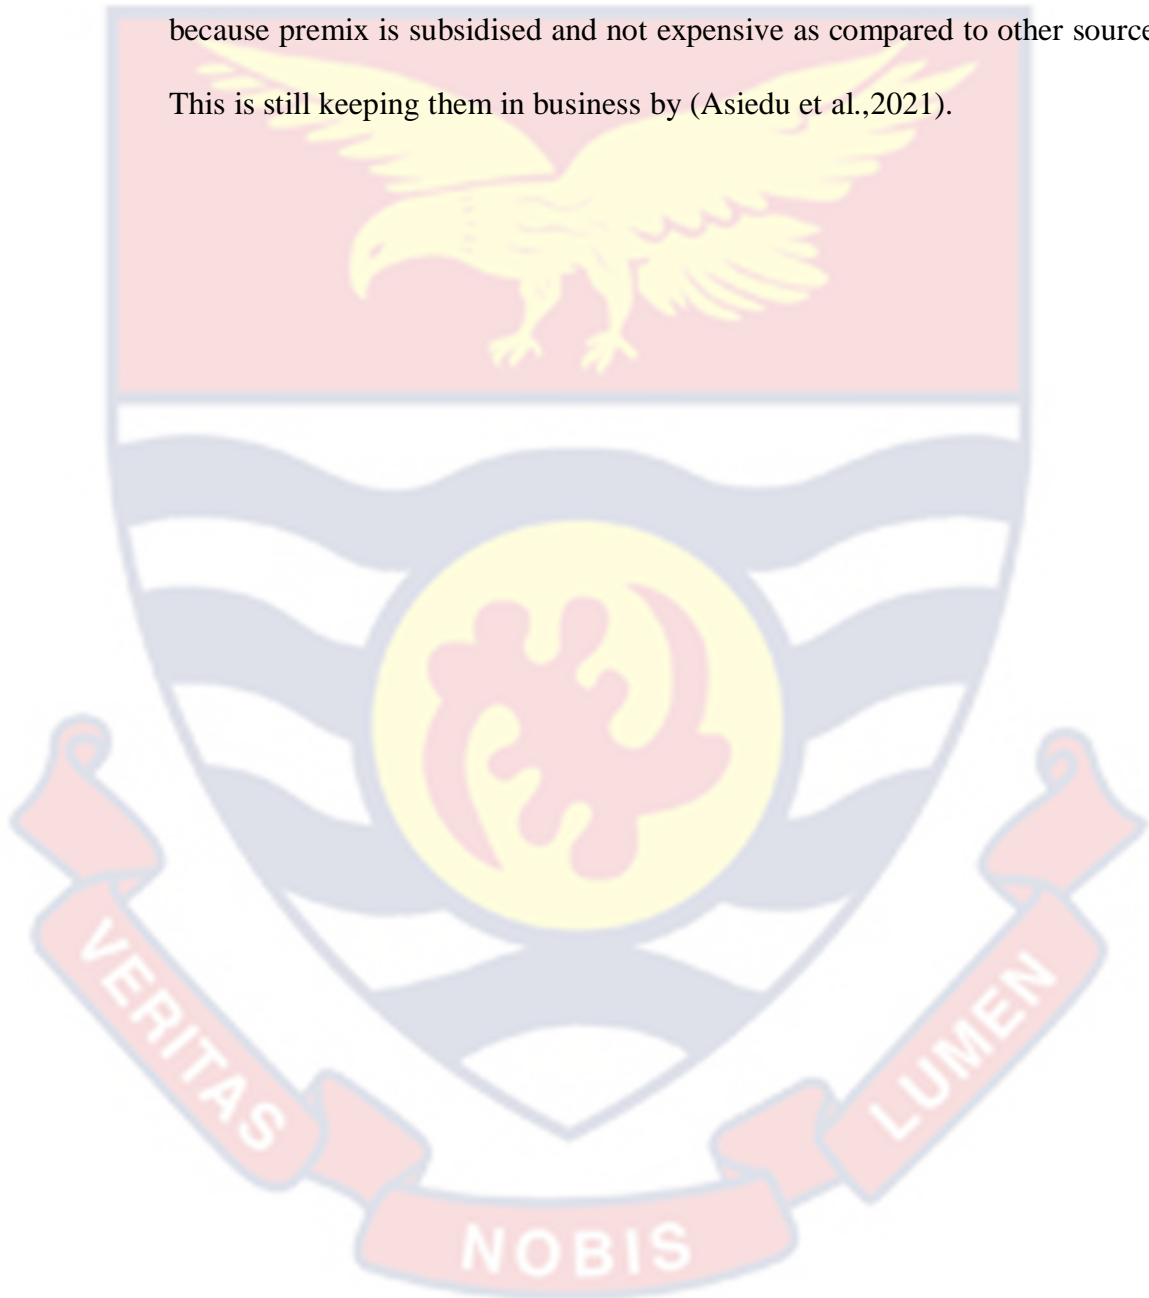 because premix is subsidised and not expensive as compared to other source
This is still keeping them in business by (Asiedu et al.,2021).
VERITAS
NOBIS
LUMEN